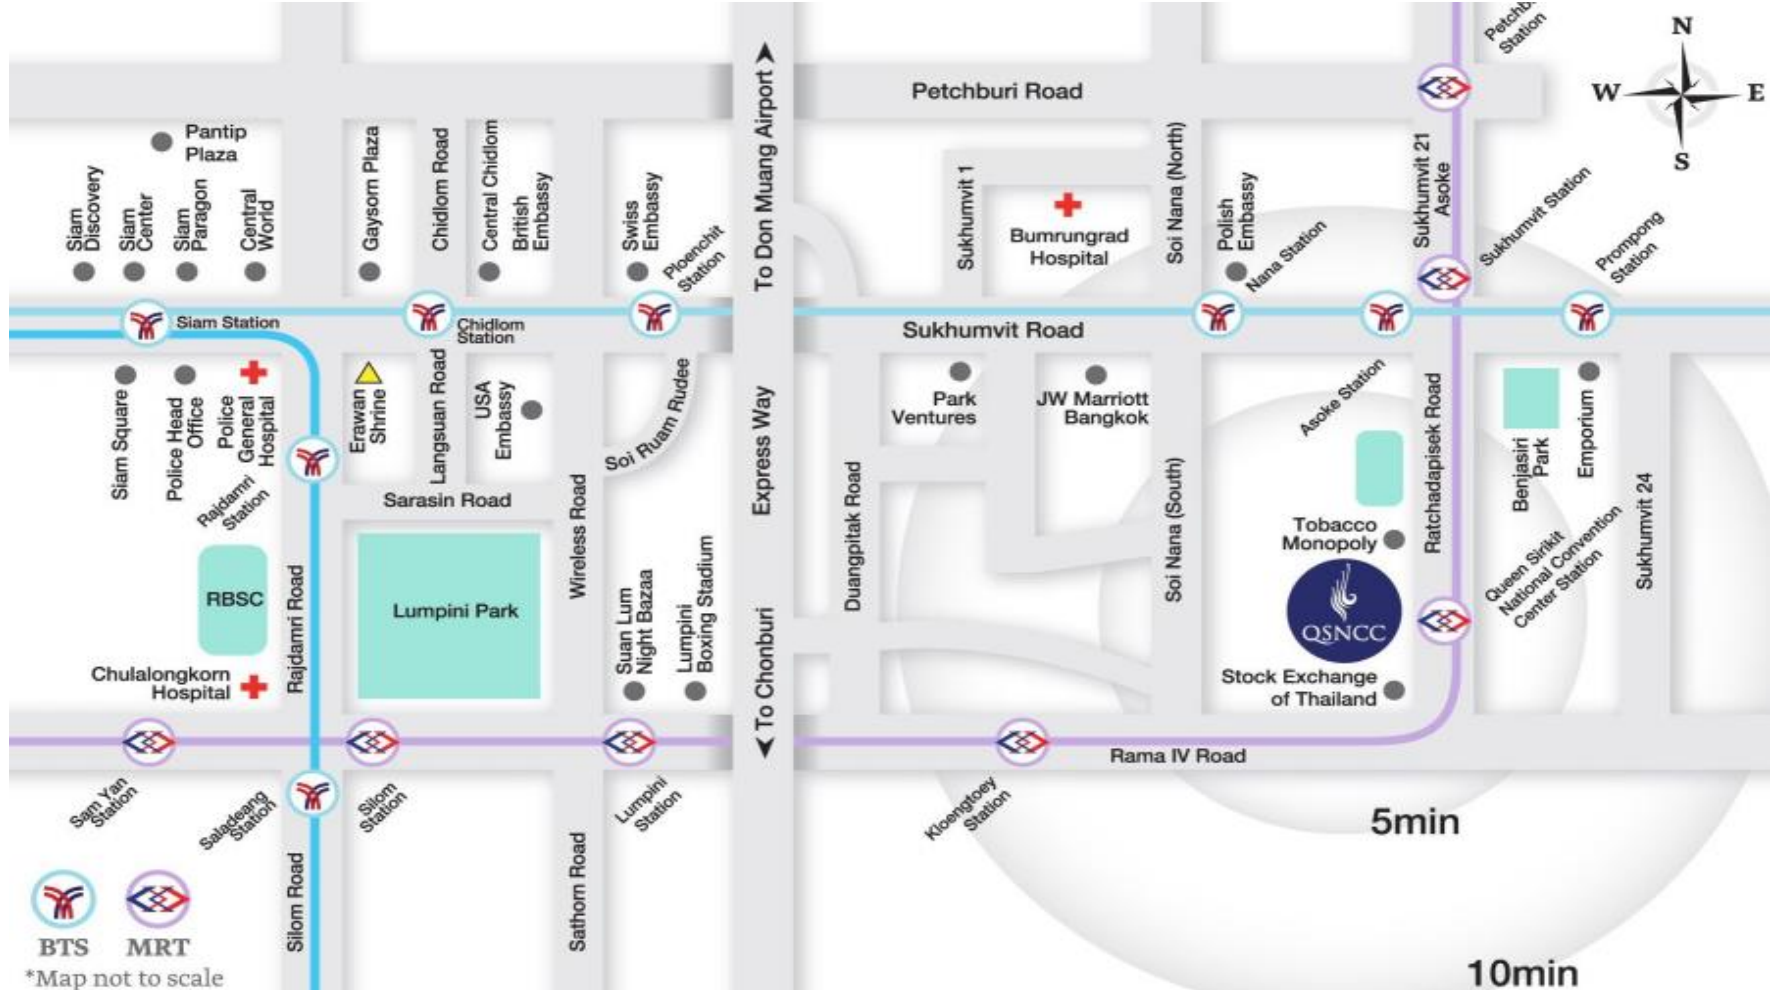 Petchb
Station
N
W
E
S
To Don Muang Airport
Petchburi Road
Pantip
Plaza
Siam
Discovery
Siam
Center
Siam
Paragon
Central
World
Gaysorn Plaza
Chidlom Road
Central Chidlom
British
Embassy
Swiss
Embassy
Ploenchit
Station
Sukhumvit 1
Bumrungrad
Hospital
Soi Nana (North)
Polish
Embassy
Nana Station
Sukhumvit 21
Asoke
Sukhumvit Station
Prompong
Station
Siam Station
Chidlom
Station
Sukhumvit Road
Siam Square
Police Head
Office
Police
General
Hospital
Rajdamri
Station
Erawan
Shrine
Langsuan Road
USA
Embassy
Soi Ruam Rudee
Express Way
Park
Ventures
JW Marriott
Bangkok
Asoke Station
Ratchadapisek Road
Benjasiri
Park
Emporium
Sarasin Road
Wireless Road
Duangpitak Road
Soi Nana (South)
Tobacco
Monopoly
Queen Sirikit
National Convention
Center Station
Sukhumvit 24
RBSC
Rajdamri Road
Lumpini Park
Suan Lum
Night Bazaa
Lumpini
Boxing Stadium
QSNCC
Chulalongkorn
Hospital
To Chonburi
Stock Exchange
of Thailand
Rama IV Road
Sam Yan
Station
Saladeang
Station
Silom
Station
Lumpini
Station
Kloengtoey
Station
5min
Silom Road
Sathorn Road
BTS
MRT
*Map not to scale
10min